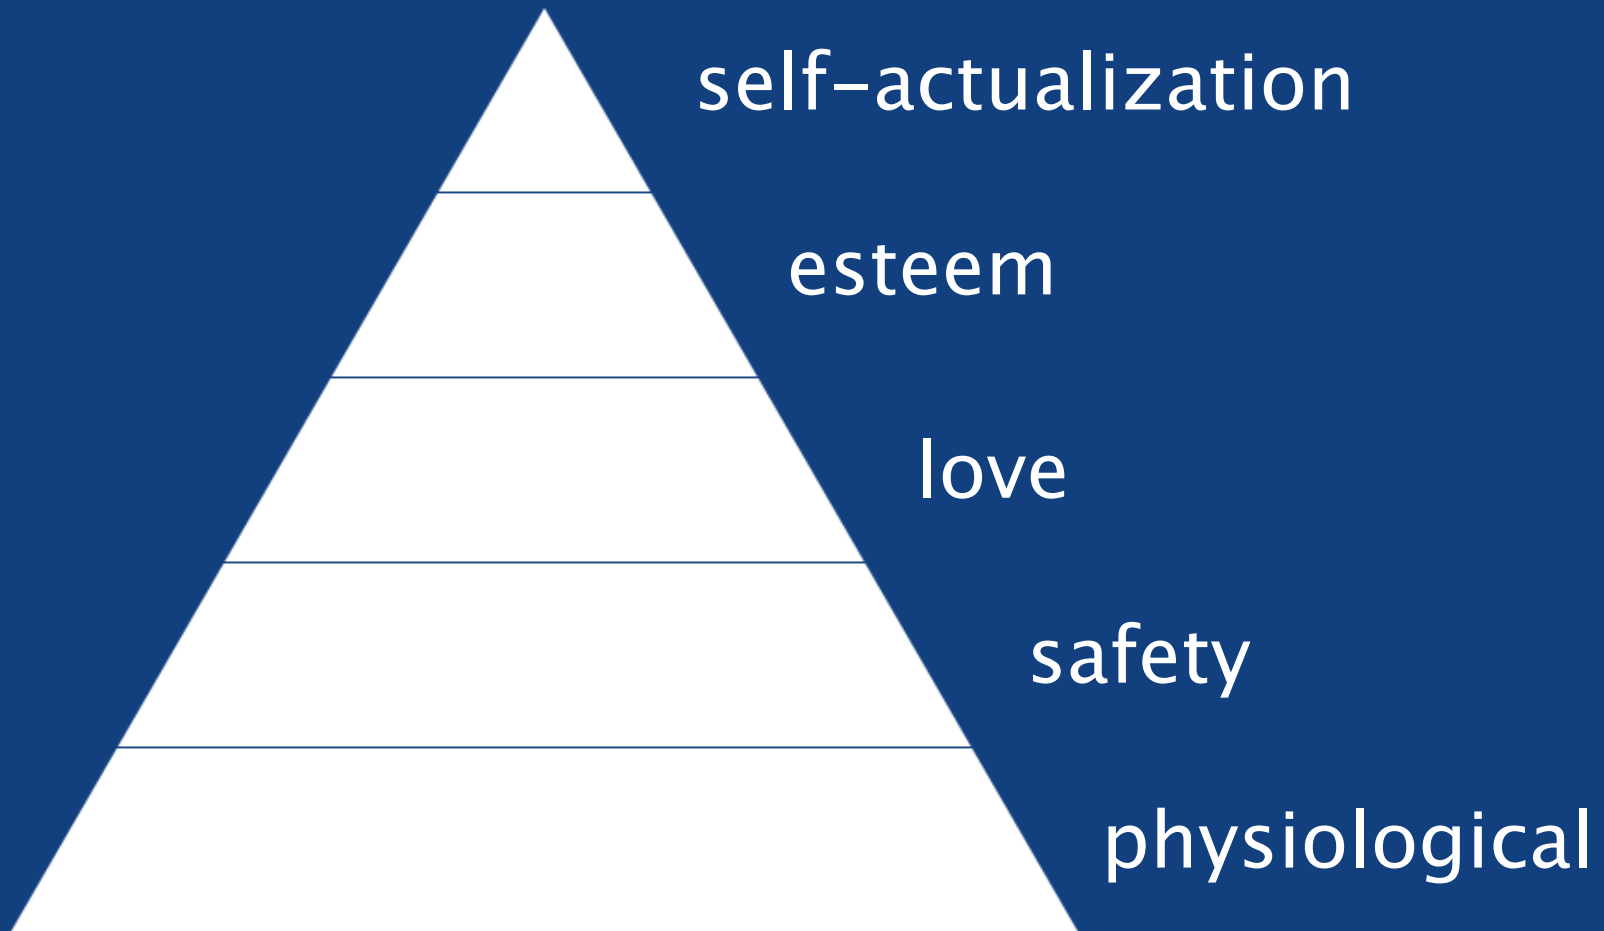 self-actualization
esteem
love
safety
physiological